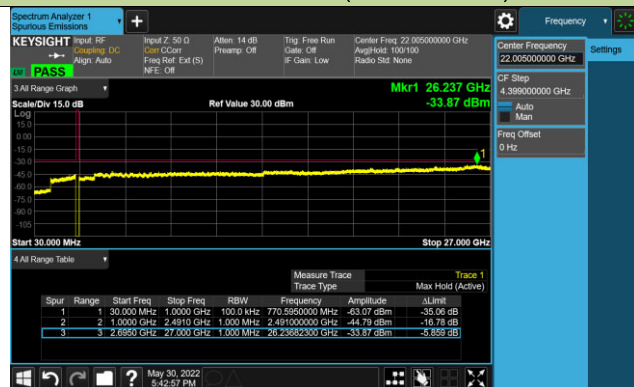 Spectrum Analyzer 1
Spurious Emissions
Frequency
KEYSIGHT
Input: RF
Coupling: DC
Align: Auto
Input Z: 50 Ω
Corr CCorr
Freq Ref: Ext (S)
NFE: Off
Atten: 14 dB
Preamp: Off
Trig: Free Run
Gate: Off
IF Gain: Low
Center Freq: 22.005000000 GHz
Avg|Hold: 100/100
Radio Std: None
LW PASS
Center Frequency
22.005000000 GHz
Settings
CF Step
4.399000000 GHz
Auto
Man
Freq Offset
0 Hz
3 All Range Graph
Mkr1 26.237 GHz
Scale/Div 15.0 dB
Ref Value 30.00 dBm
-33.87 dBm
Log
15.0
0.00
-15.0
-30.0
-45.0
-60.0
-75.0
-90.0
-105
1
Start 30.000 MHz
Stop 27.000 GHz
4 All Range Table
Measure Trace Trace 1
Trace Type Max Hold (Active)
Spur Range Start Freq Stop Freq RBW Frequency Amplitude ΔLimit
1 1 30.000 MHz 1.0000 GHz 100.0 kHz 770.5950000 MHz -63.07 dBm -35.06 dB
2 2 1.0000 GHz 2.4910 GHz 1.000 MHz 2.491000000 GHz -44.79 dBm -16.78 dB
3 3 2.6950 GHz 27.000 GHz 1.000 MHz 26.23682300 GHz -33.87 dBm -5.859 dB
?
May 30, 2022
5:42:57 PM